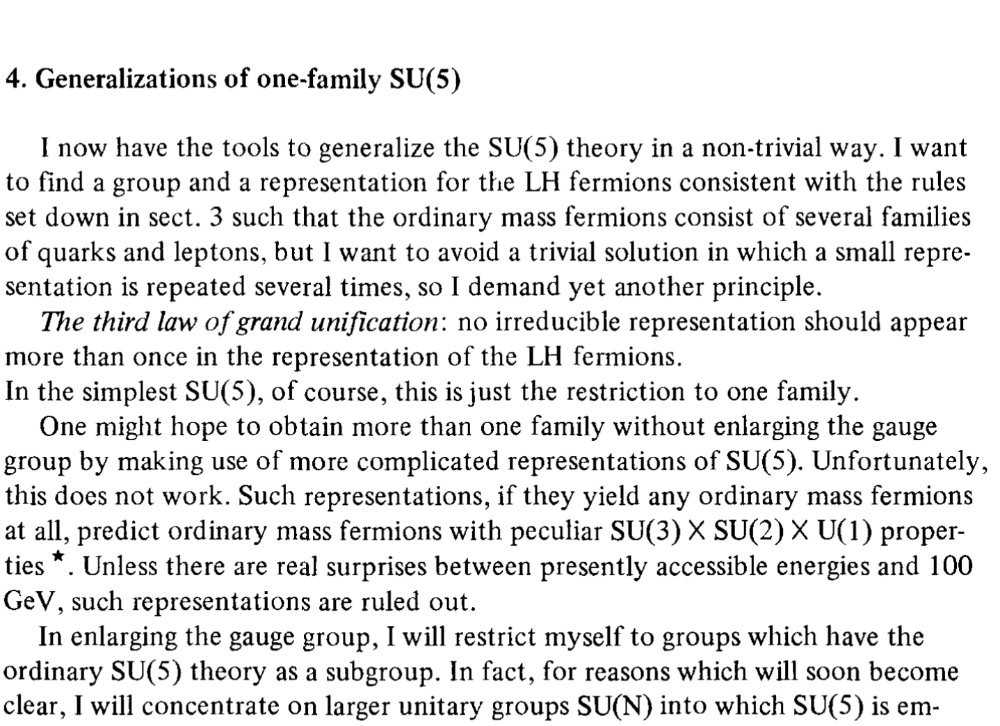 4. Generalizations of one-family SU(5)
I now have the tools to generalize the SU(5) theory in a non-trivial way. I want
to find a group and a representation for the LH fermions consistent with the rules
set down in sect. 3 such that the ordinary mass fermions consist of several families
of quarks and leptons, but I want to avoid a trivial solution in which a small repre-
sentation is repeated several times, so I demand yet another principle.
The third law of grand unification: no irreducible representation should appear
more than once in the representation of the LH fermions.
In the simplest SU(5), of course, this is just the restriction to one family.
One might hope to obtain more than one family without enlarging the gauge
group by making use of more complicated representations of SU(5). Unfortunately,
this does not work. Such representations, if they yield any ordinary mass fermions
at all, predict ordinary mass fermions with peculiar SU(3) × SU(2) × U(1) proper-
ties ★. Unless there are real surprises between presently accessible energies and 100
GeV, such representations are ruled out.
In enlarging the gauge group, I will restrict myself to groups which have the
ordinary SU(5) theory as a subgroup. In fact, for reasons which will soon become
clear, I will concentrate on larger unitary groups SU(N) into which SU(5) is em-